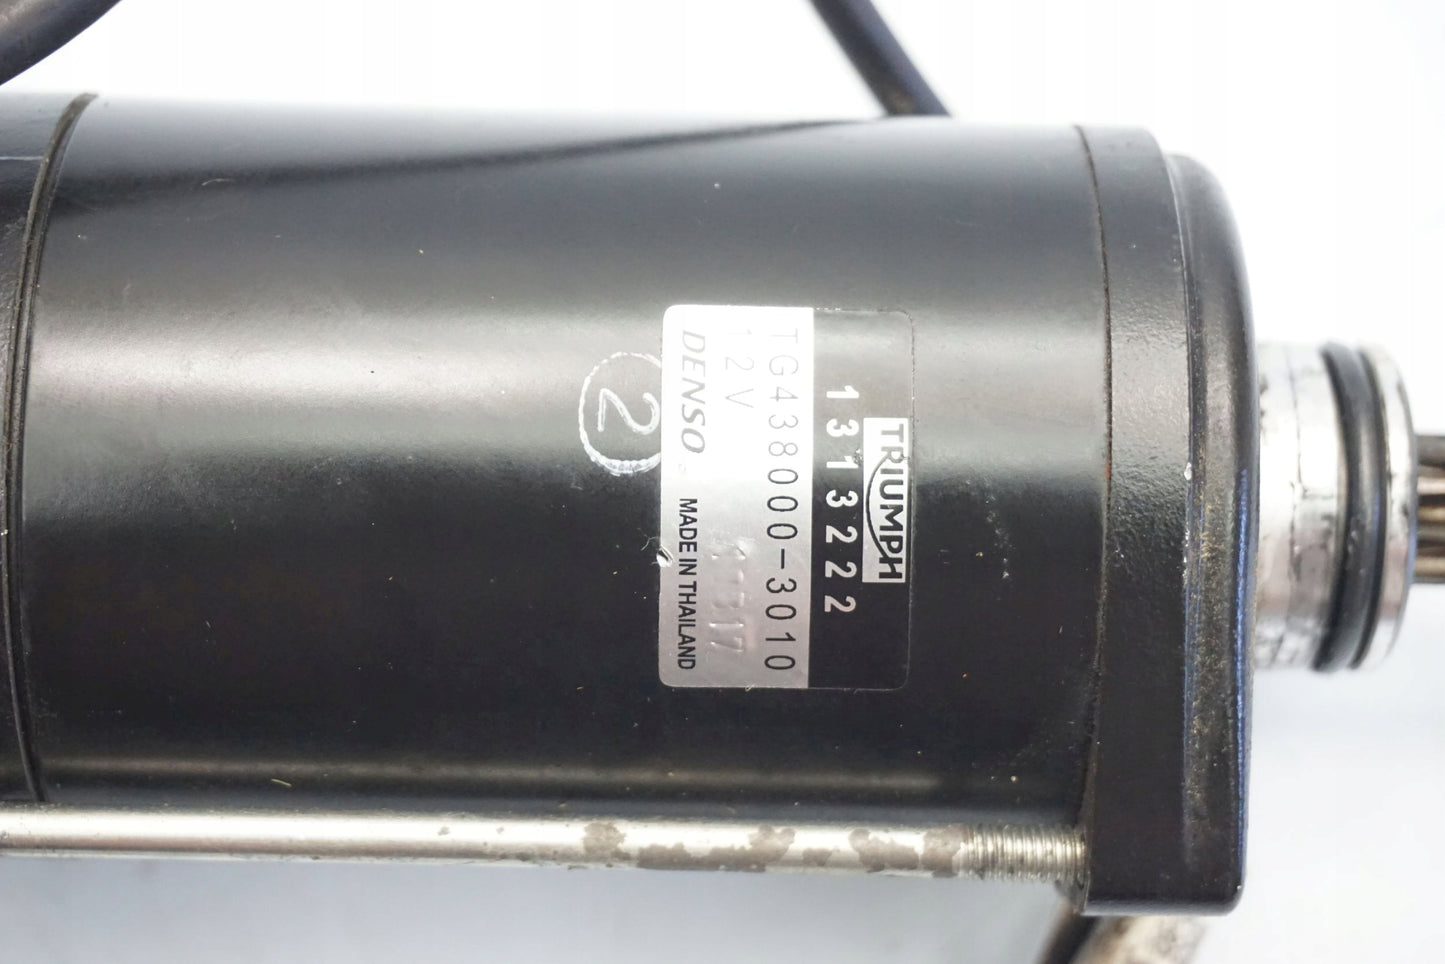 TRIUMPH
1313222
TG438000-3010
12V
DENSO
MADE IN THAILAND
2